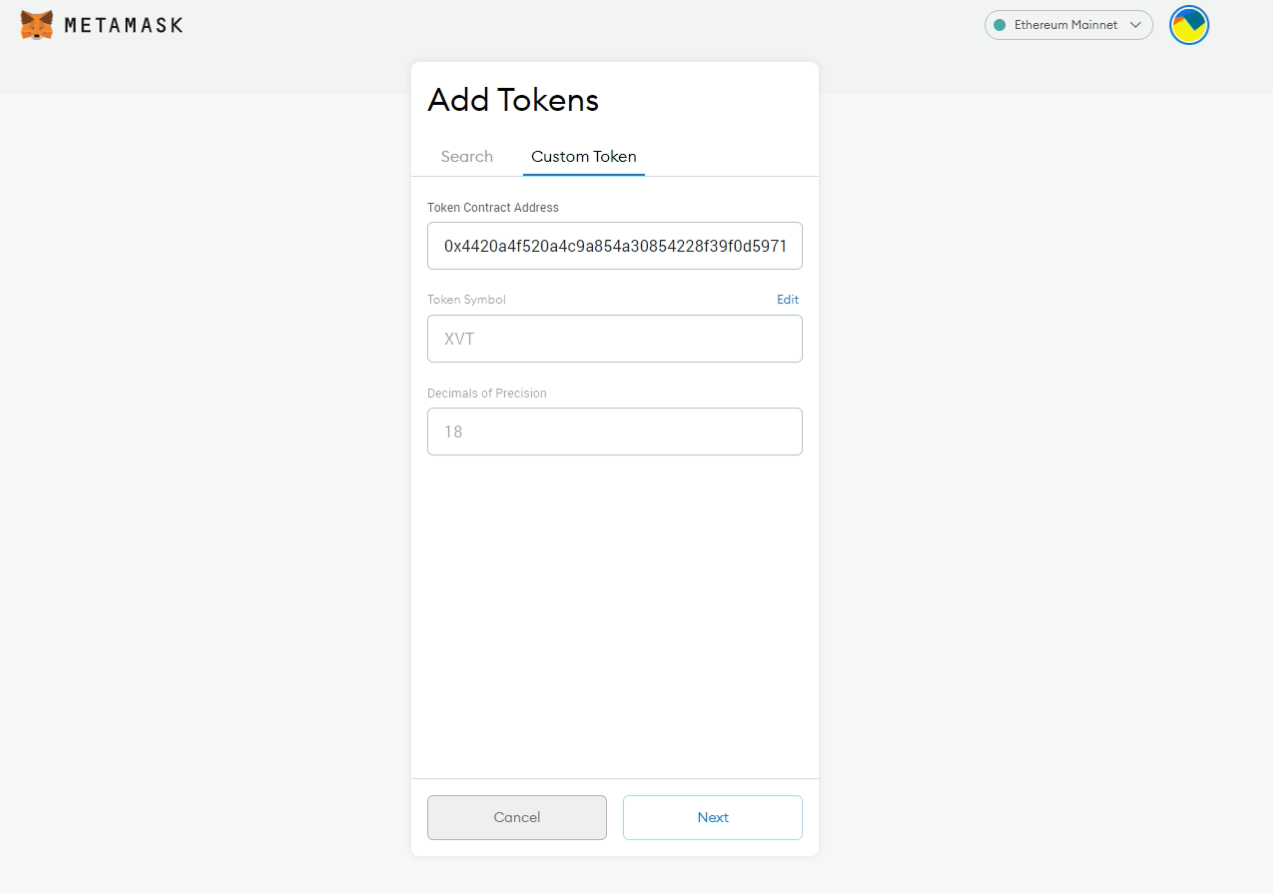 METAMASK
Ethereum Mainnet
Add Tokens
Search
Custom Token
Token Contract Address
0x4420a4f520a4c9a854a30854228f39f0d5971
Token Symbol
Edit
XVT
Decimals of Precision
18
Cancel
Next